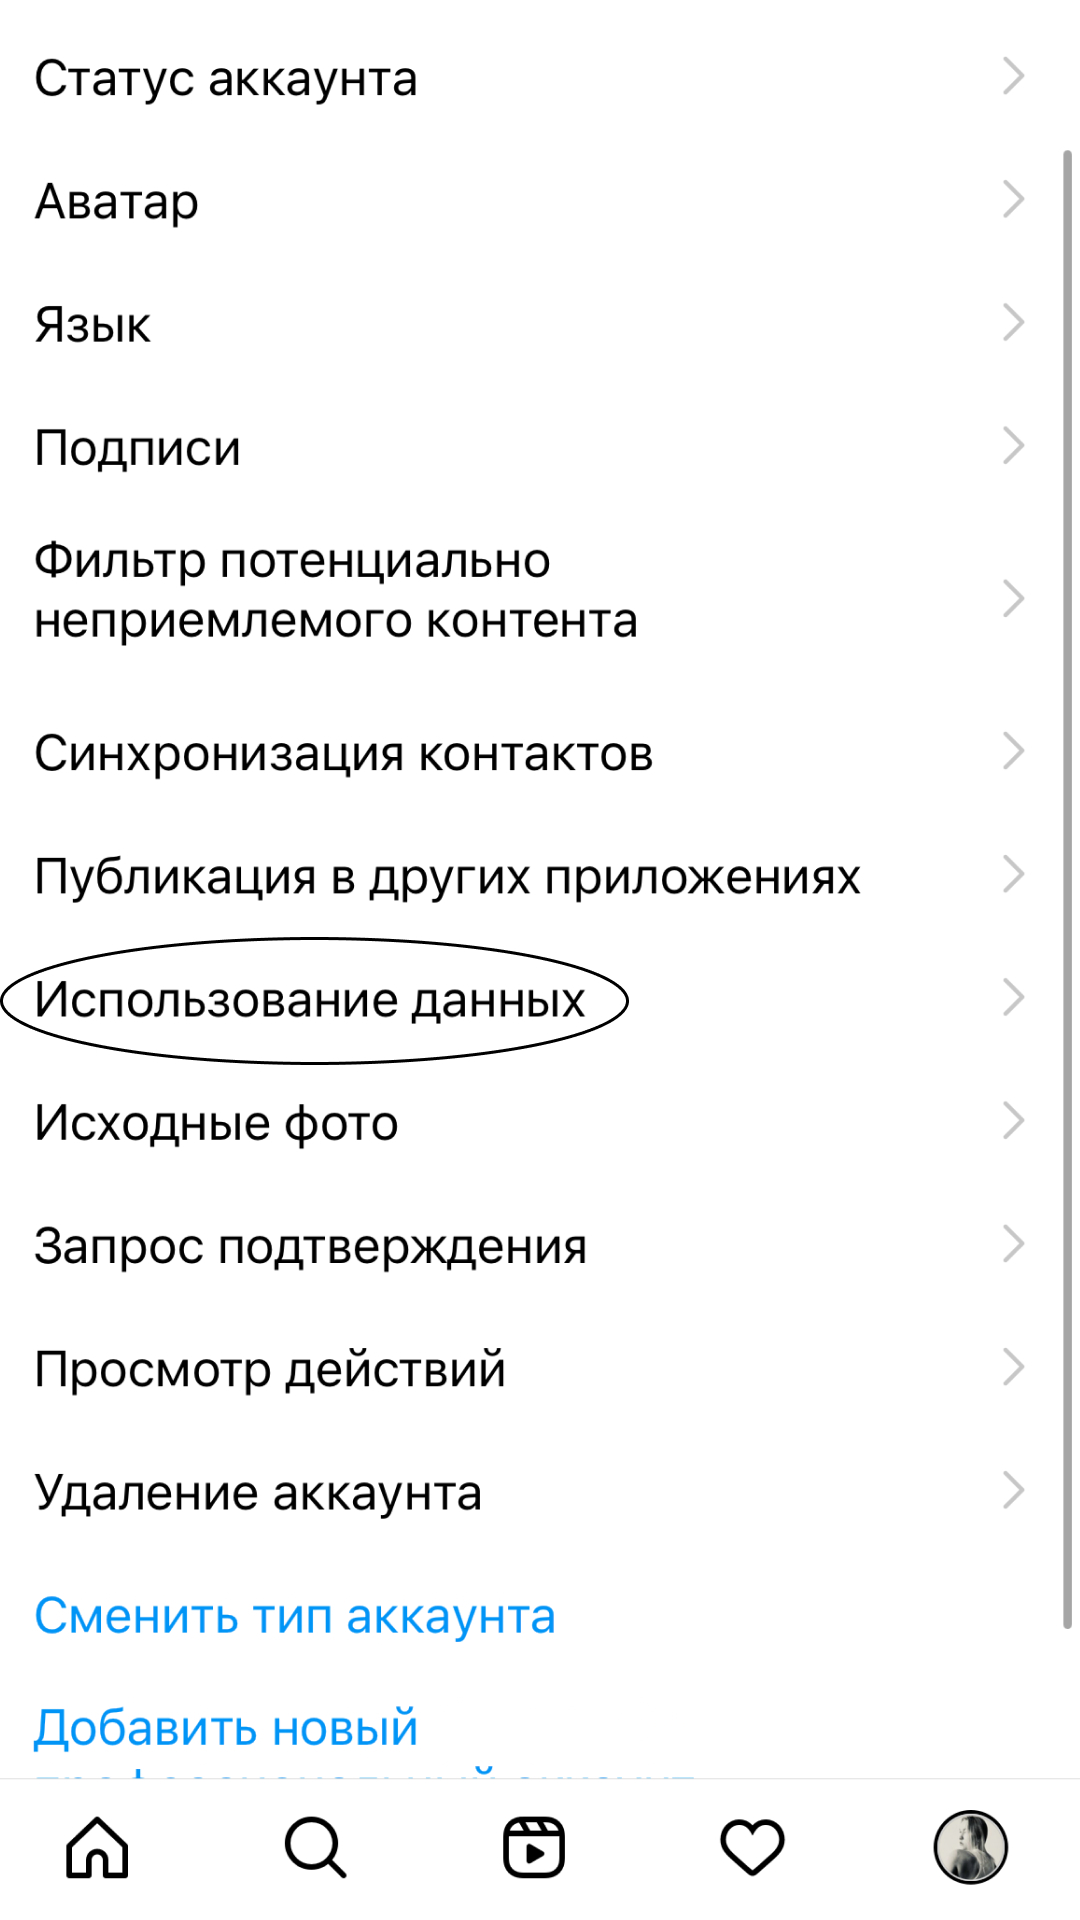 Статус аккаунта
Аватар
Язык
Подписи
Фильтр потенциально
неприемлемого контента
Синхронизация контактов
Публикация в других приложениях
Использование данных
Исходные фото
Запрос подтверждения
Просмотр действий
Удаление аккаунта
Сменить тип аккаунта
Добавить новый